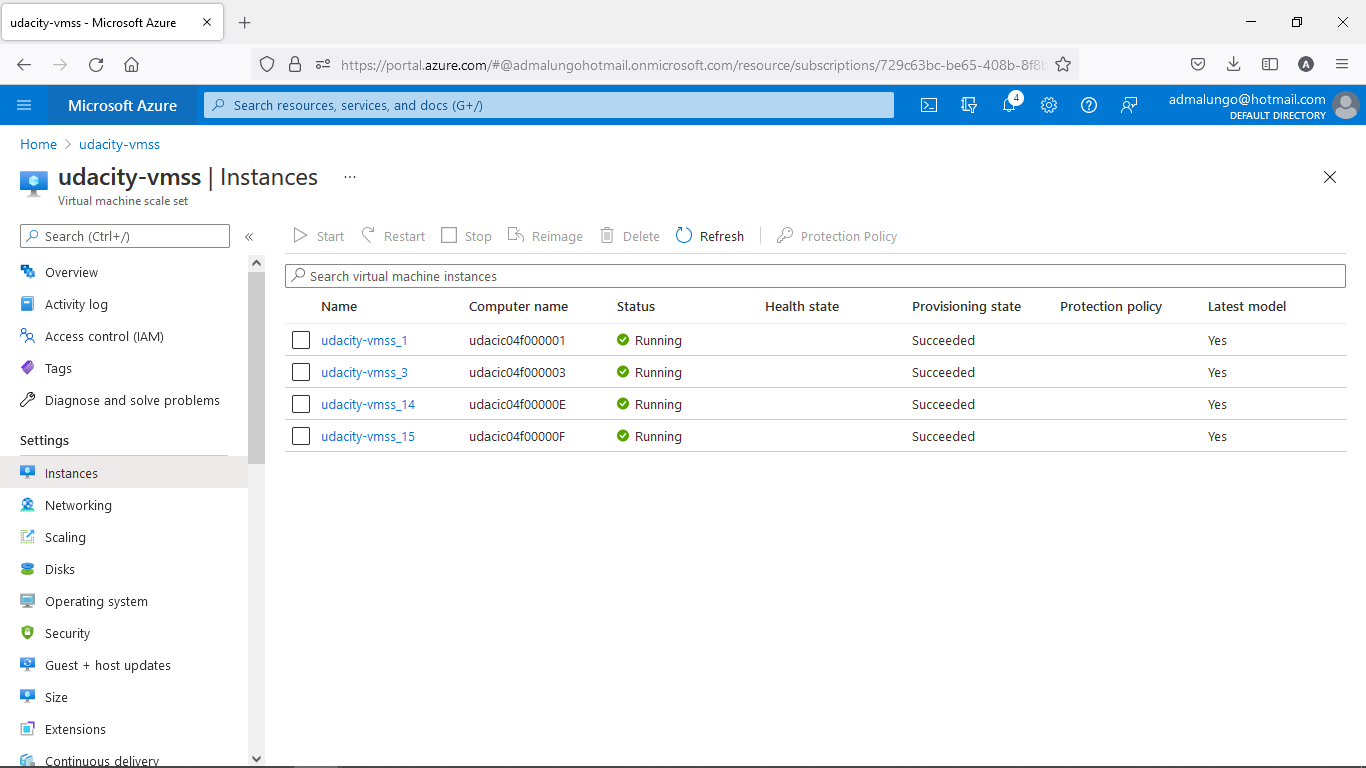 udacity-vmss - Microsoft Azure
https://portal.azure.com/#@admalungohotmail.onmicrosoft.com/resource/subscriptions/729c63bc-be65-408b-8f8b
A
Microsoft Azure
Search resources, services, and docs (G+/)
4
admalungo@hotmail.com
DEFAULT DIRECTORY
Home > udacity-vmss
udacity-vmss | Instances ...
Virtual machine scale set
Search (Ctrl+/) «
Start Restart Stop Reimage Delete Refresh Protection Policy
Search virtual machine instances
Overview
Activity log
Access control (IAM)
Tags
Diagnose and solve problems
Settings
Instances
Networking
Scaling
Disks
Operating system
Security
Guest + host updates
Size
Extensions
Continuous delivery
Name Computer name Status Health state Provisioning state Protection policy Latest model
udacity-vmss_1 udacic04f000001 Running Succeeded Yes
udacity-vmss_3 udacic04f000003 Running Succeeded Yes
udacity-vmss_14 udacic04f00000E Running Succeeded Yes
udacity-vmss_15 udacic04f00000F Running Succeeded Yes